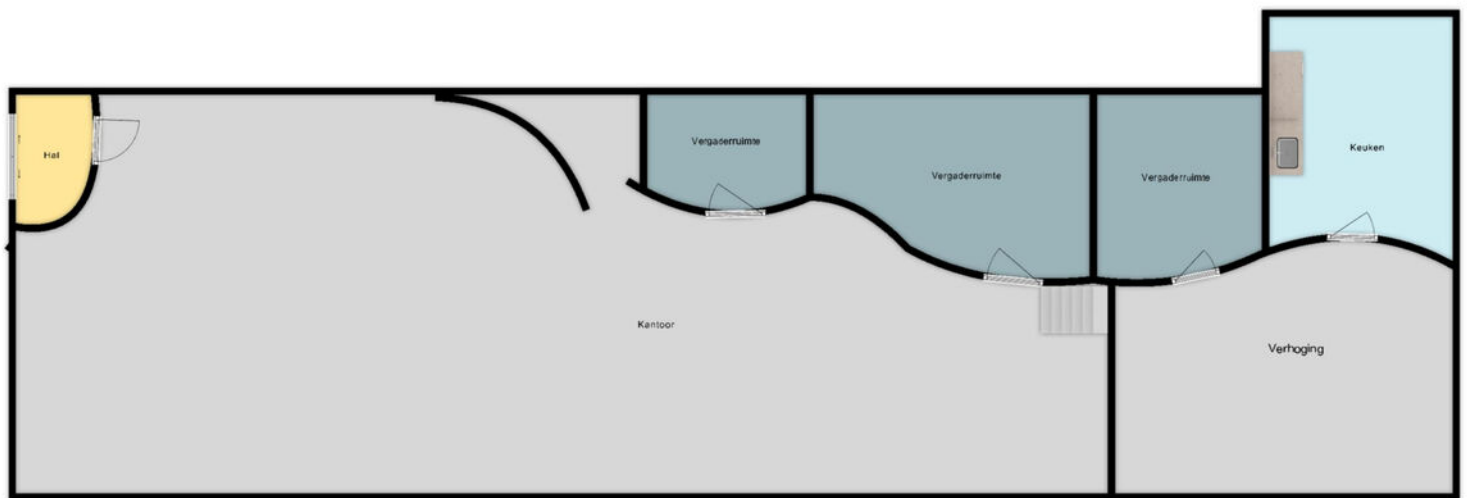 Hal
Vergaderruimte
Vergaderruimte
Vergaderruimte
Keuken
Kantoor
Verhoging